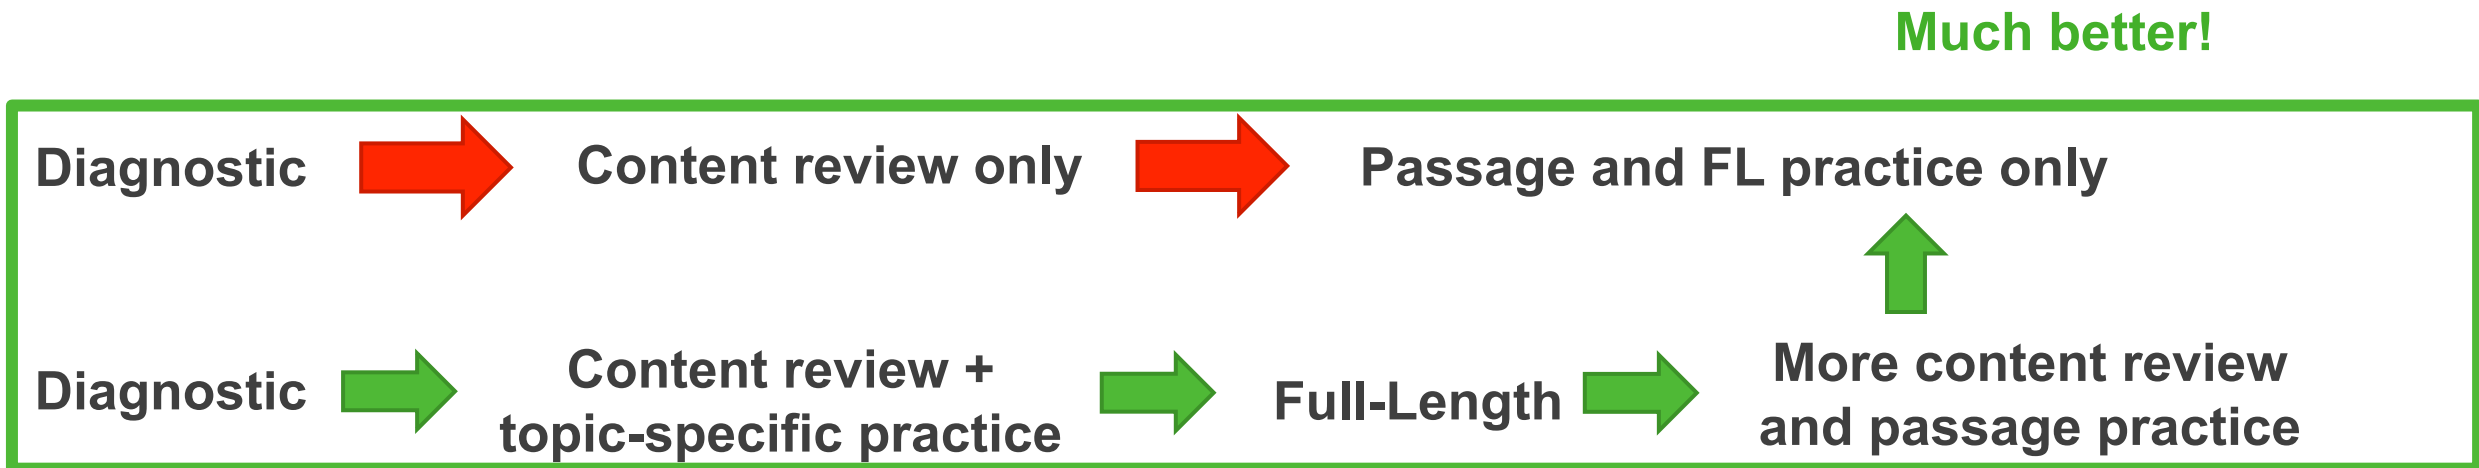 Much better!
Diagnostic
Content review only
Passage and FL practice only
Diagnostic
Content review +
topic-specific practice
Full-Length
More content review
and passage practice